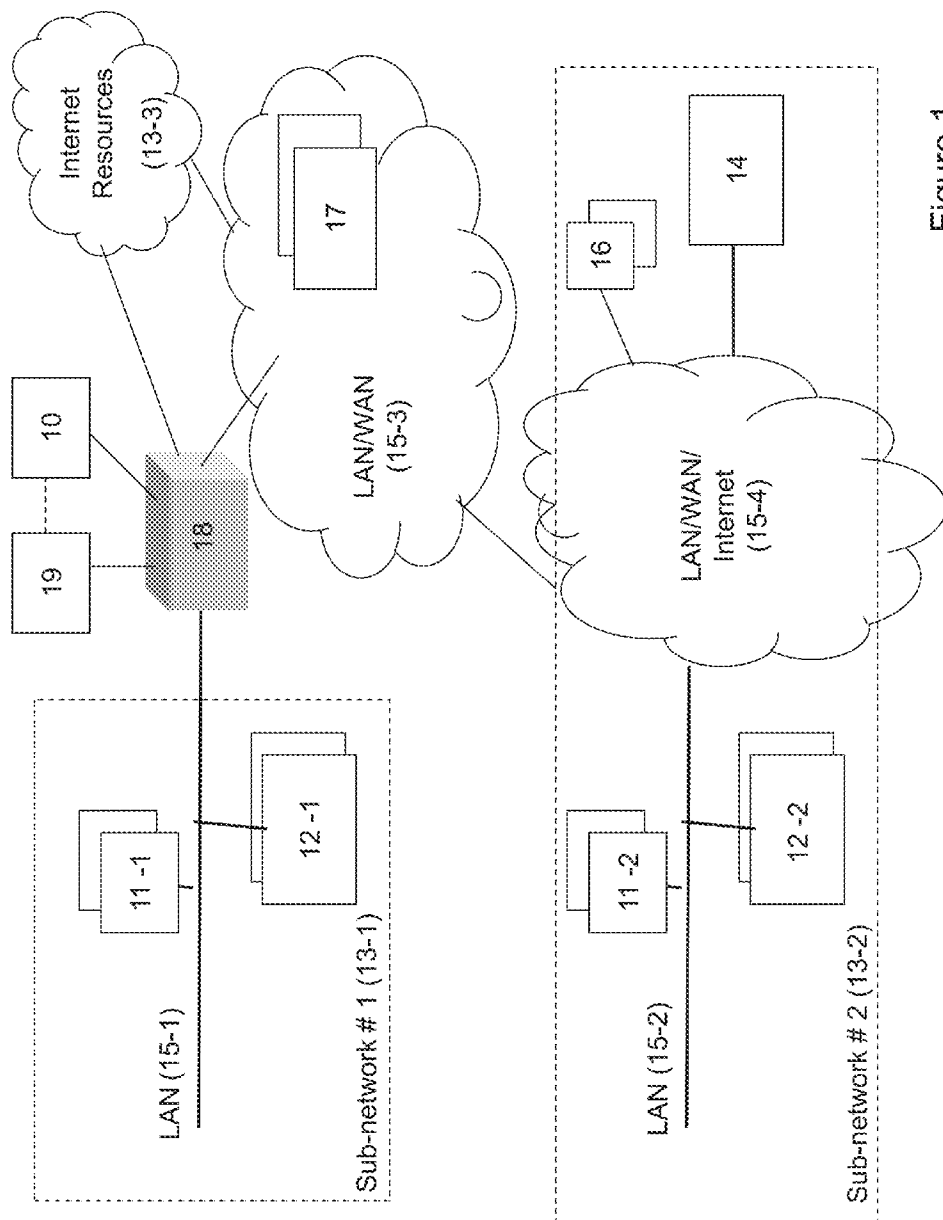 19
10
18
Internet
Resources
(13-3)
17
LAN/WAN
(15-3)
11 -1
12 -1
LAN (15-1)
Sub-network # 1 (13-1)
16
14
LAN/WAN/
Internet
(15-4)
11 -2
12 -2
LAN (15-2)
Sub-network # 2 (13-2)
Figure 1